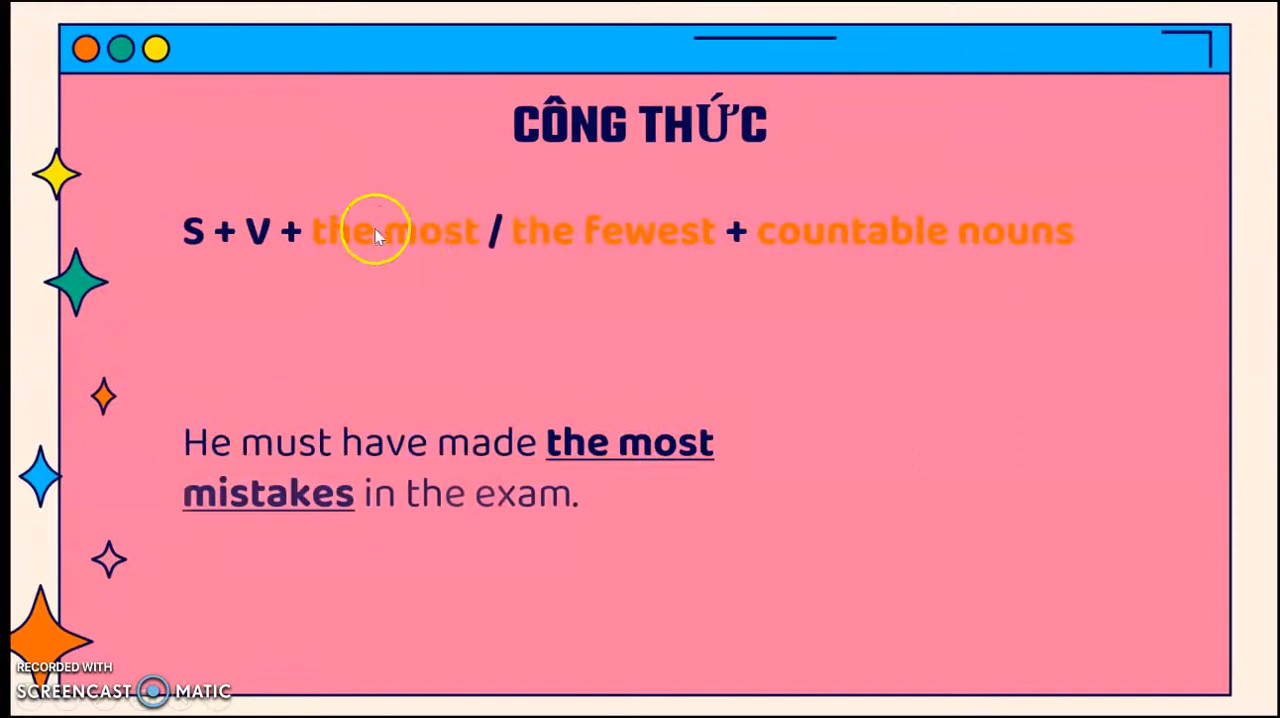 CÔNG THỨC
S + V + the most / the fewest + countable nouns
He must have made the most
mistakes in the exam.
RECORDED WITH
SCREENCAST MATIC